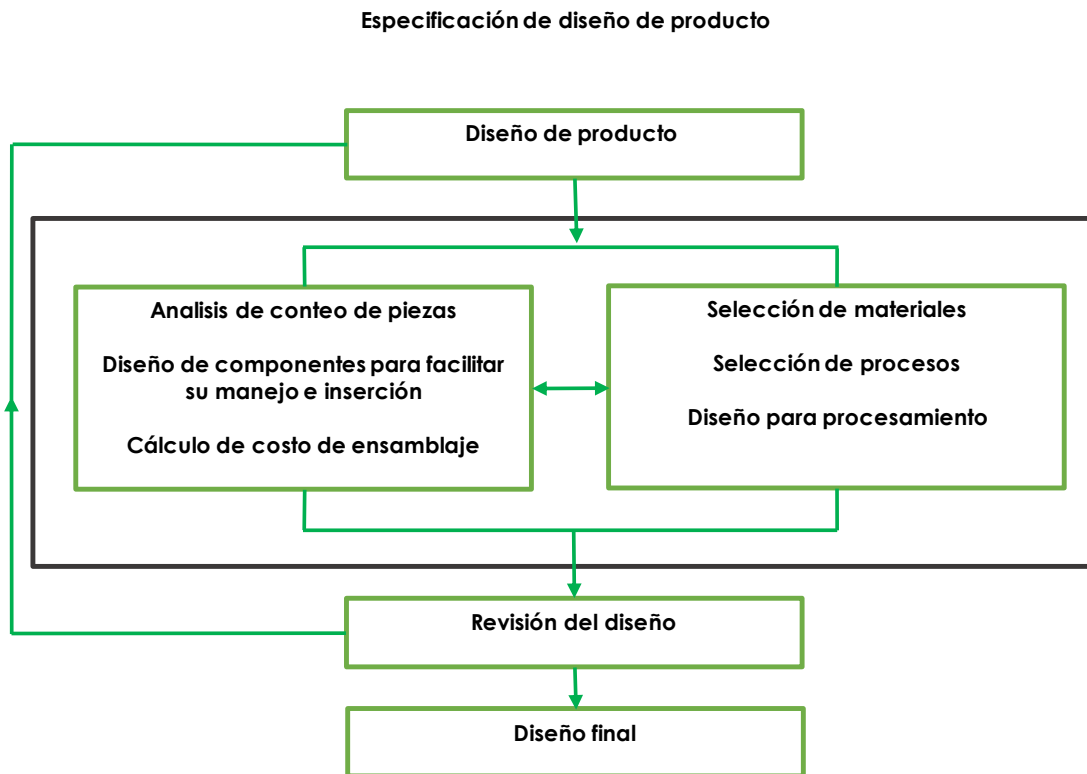 Especificación de diseño de producto
Diseño de producto
Analisis de conteo de piezas
Diseño de componentes para facilitar
su manejo e inserción
Cálculo de costo de ensamblaje
Selección de materiales
Selección de procesos
Diseño para procesamiento
Revisión del diseño
Diseño final